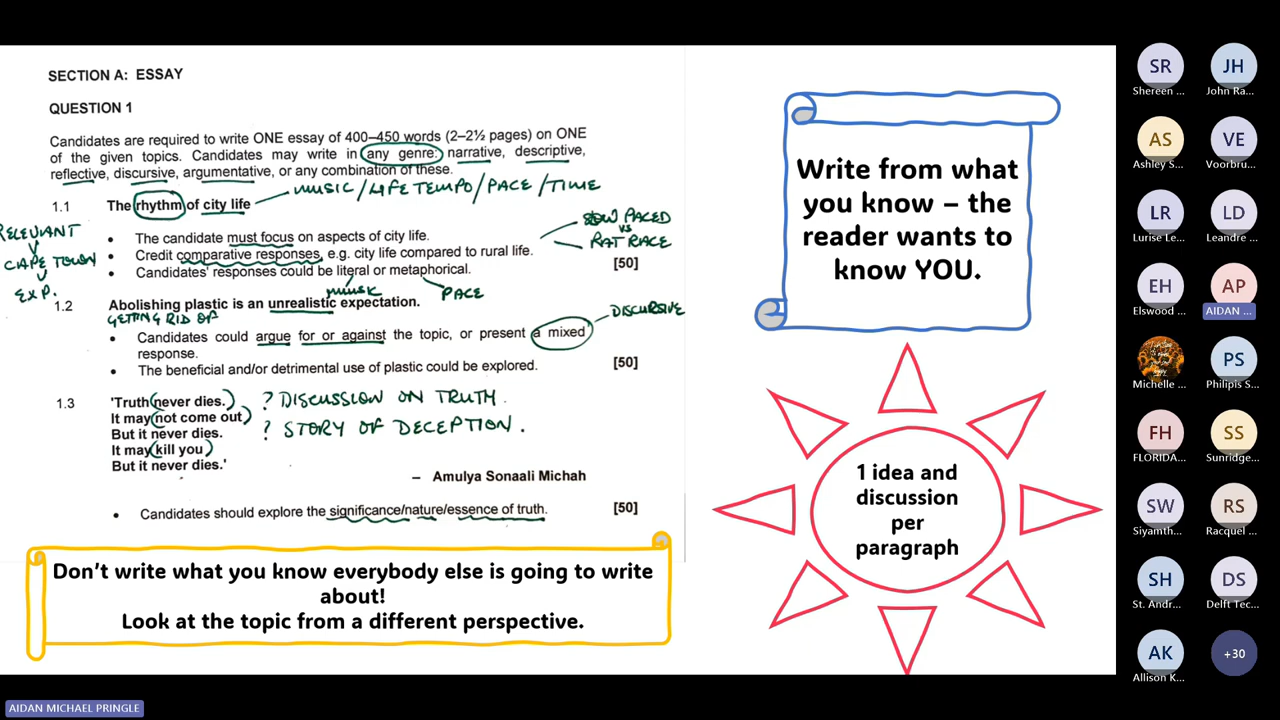 SECTION A: ESSAY
QUESTION 1
Candidates are required to write ONE essay of 400–450 words (2–2½ pages) on ONE
of the given topics. Candidates may write in any genre: narrative, descriptive,
reflective, discursive, argumentative, or any combination of these.
MUSIC / LIFE TEMPO / PACE / TIME
1.1 The rhythm of city life
RELEVANT
CAPE TOWN
EXP.
• The candidate must focus on aspects of city life.
• Credit comparative responses, e.g. city life compared to rural life.
• Candidates' responses could be literal or metaphorical.
[50]
SLOW PACED
VS
RAT RACE
MUSIC
PACE
1.2 Abolishing plastic is an unrealistic expectation.
GETTING RID OF
DISCURSIVE
• Candidates could argue for or against the topic, or present a mixed
response.
• The beneficial and/or detrimental use of plastic could be explored.
[50]
1.3 'Truth never dies.
It may not come out
But it never dies.
It may kill you
But it never dies.'
? DISCUSSION ON TRUTH.
? STORY OF DECEPTION.
– Amulya Sonaali Michah
• Candidates should explore the significance/nature/essence of truth.
[50]
Don't write what you know everybody else is going to write
about!
Look at the topic from a different perspective.
Write from what
you know – the
reader wants to
know YOU.
1 idea and
discussion
per
paragraph
SR
Shereen ...
JH
John Ra...
AS
Ashley S...
VE
Voorbru...
LR
Lurise Le...
LD
Leandre ...
EH
Elswood ...
AP
AIDAN ...
Michelle ...
PS
Philipis S...
FH
FLORIDA...
SS
Sunridge...
SW
Siyamth...
RS
Racquel ...
SH
St. Andr...
DS
Delft Tec...
AK
Allison K...
+30
AIDAN MICHAEL PRINGLE